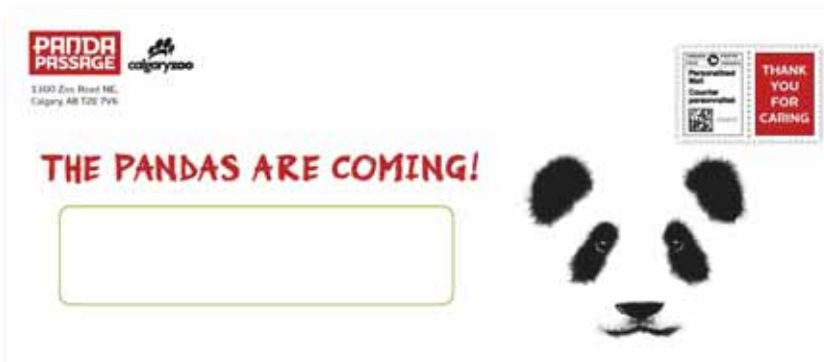 PANDA
PASSAGE
calgaryzoo
1300 Zoo Road NE,
Calgary, AB T2E 7V6
Personalized
Mail
Courrier
personnalisé
THANK
YOU
FOR
CARING
THE PANDAS ARE COMING!